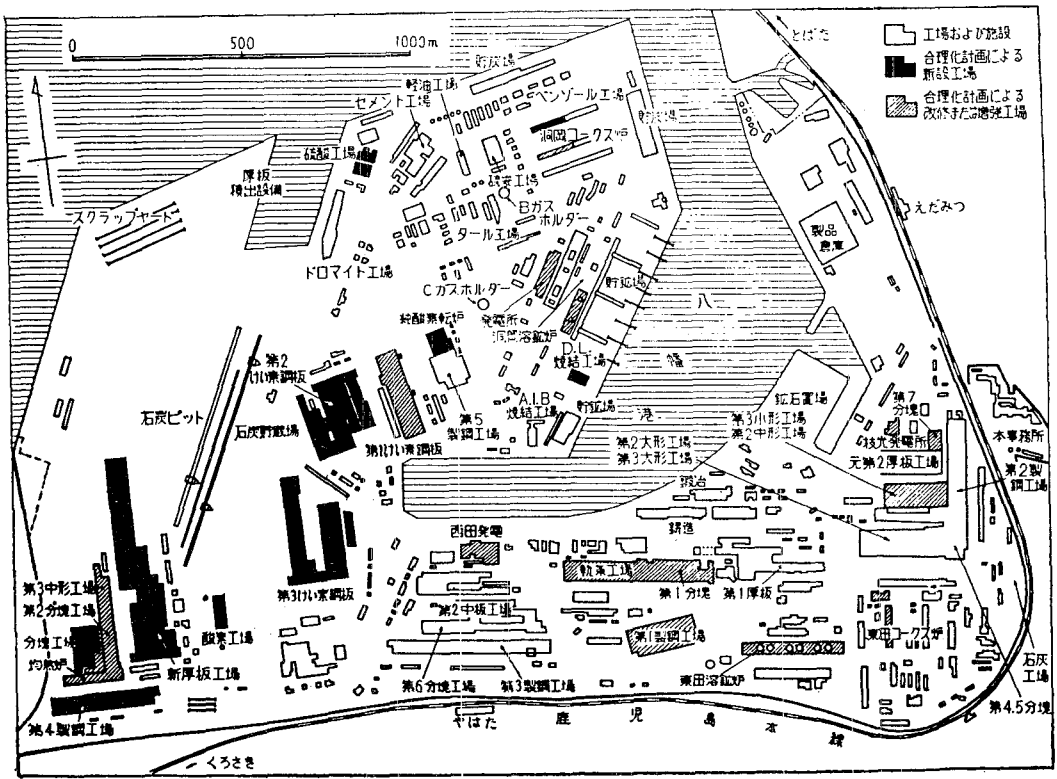 0 500 1000m
とばた
工場および施設
合理化計画による
新設工場
合理化計画による
改修または増強工場
貯炭場
軽油工場
セメント工場
ベンゾール工場
貯炭場
洞岡コークス炉
硫酸工場
硫安工場
厚板
積出設備
Bガス
ホルダー
えだみつ
スクラップヤード
タール工場
製品
倉庫
ドロマイト工場
Cガスホルダー
貯鉱場
八
幡
港
発電所
洞岡溶鉱炉
純酸素転炉
D.L.
焼結工場
第2
けい素鋼板
A.I.B
焼結工場
貯鉱場
鉱石置場
第7
分塊
石炭ピット
石炭貯蔵場
第1けい素鋼板
第5
製鋼工場
第3小形工場
第2中形工場
第2大形工場
第3大形工場
枝光発電所
元第2厚板工場
本事務所
第2製
鋼工場
鍛冶
鋳造
西田発電
軌条工場
第1分塊
第1厚板
第3中形工場
第2分塊工場
第3けい素鋼板
第2中板工場
分塊工場
均熱炉
酸素工場
第1製鋼工場
東田コークス炉
新厚板工場
第6分塊工場
第3製鋼工場
東田溶鉱炉
石灰
工場
第4.5分塊
第4製鋼工場
やはた
鹿児島本線
くろさき